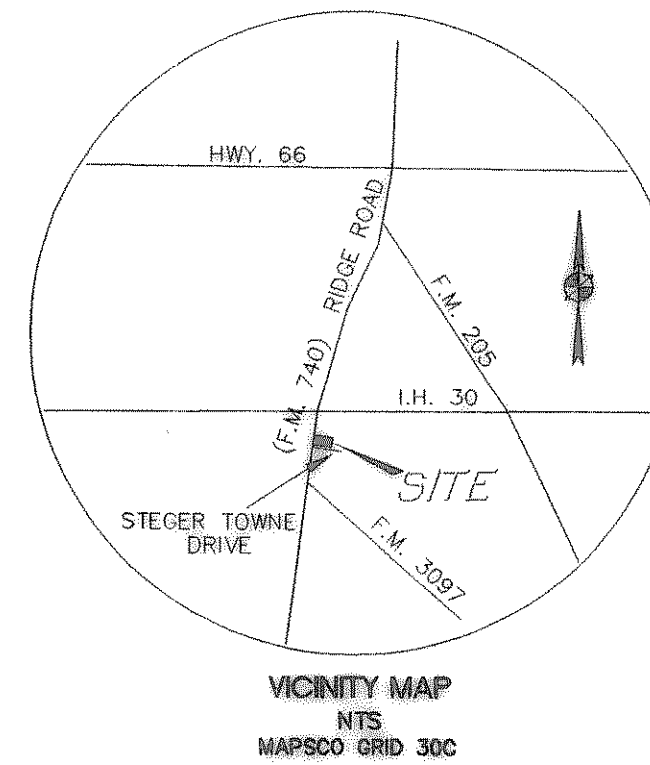 HWY. 66
(F.M. 740) RIDGE ROAD
F.M. 205
I.H. 30
SITE
STEGER TOWNE
DRIVE
F.M. 3097
VICINITY MAP
NTS
MAPSCO GRID 30C